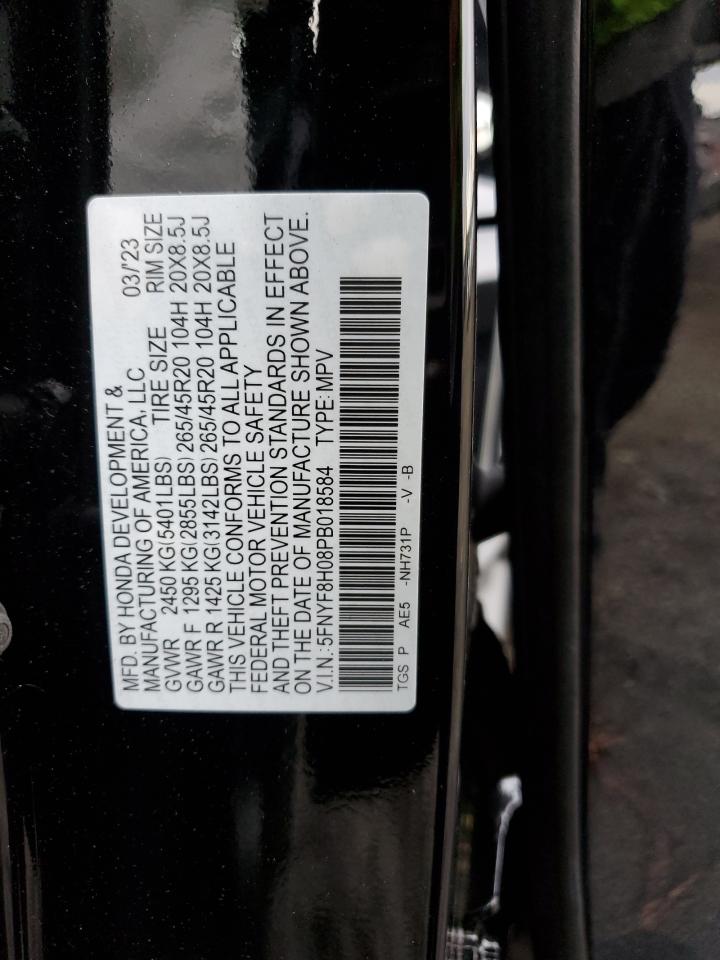 MFD. BY HONDA DEVELOPMENT & 03/'23
MANUFACTURING OF AMERICA, LLC
GVWR 2450 KG(5401LBS) TIRE SIZE RIM SIZE
GAWR F 1295 KG(2855LBS) 265/45R20 104H 20X8.5J
GAWR R 1425 KG(3142LBS) 265/45R20 104H 20X8.5J
THIS VEHICLE CONFORMS TO ALL APPLICABLE
FEDERAL MOTOR VEHICLE SAFETY
AND THEFT PREVENTION STANDARDS IN EFFECT
ON THE DATE OF MANUFACTURE SHOWN ABOVE.
V.I.N.: 5FNYF8H08PB018584 TYPE: MPV
TGS P AE5 -NH731P -V -B